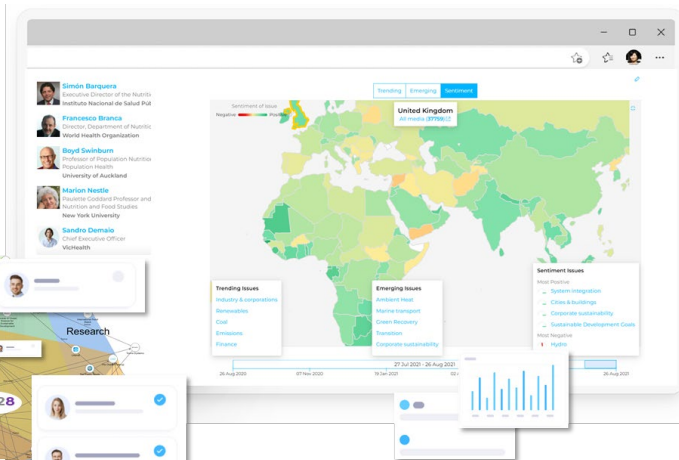 Simón Barquera
Executive Director of the Nutritic
Instituto Nacional de Salud Púl
Francesco Branca
Director, Department of Nutritic
World Health Organization
Boyd Swinburn
Professor of Population Nutritio
Population Health
University of Auckland
Marion Nestle
Paulette Goddard Professor and
Nutrition and Food Studies
New York University
Sandro Demaio
Chief Executive Officer
VicHealth
Trending Emerging Sentiment
Sentiment of Issue
Negative Positive
United Kingdom
All media (37759)
Trending Issues
Industry & corporations
Renewables
Coal
Emissions
Finance
Emerging Issues
Ambient Heat
Marine transport
Green Recovery
Transition
Corporate sustainability
Sentiment Issues
Most Positive
System integration
Cities & buildings
Corporate sustainability
Sustainable Development Goals
Most Negative
Hydro
27 Jul 2021 - 26 Aug 2021
26 Aug 2020
07 Nov 2020
19 Jan 2021
26 Aug 2021
Research
28